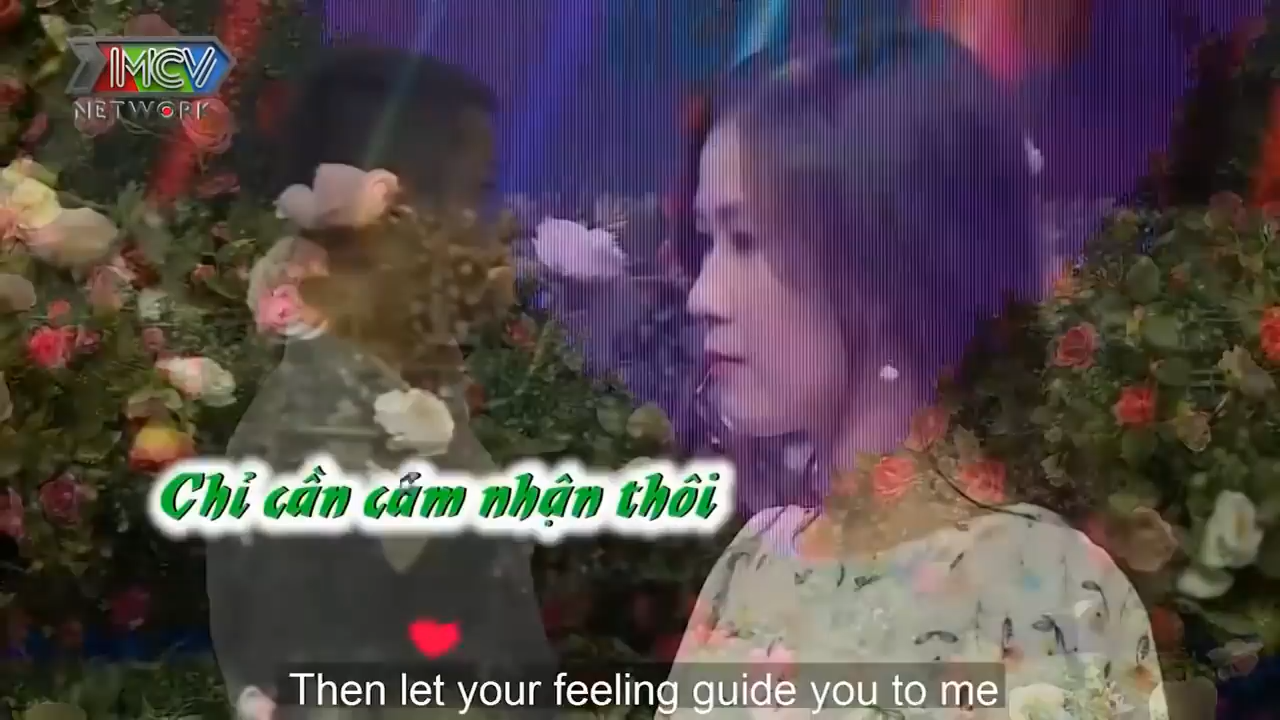 MCV
NETWORK
Chỉ cần cảm nhận thôi
Then let your feeling guide you to me